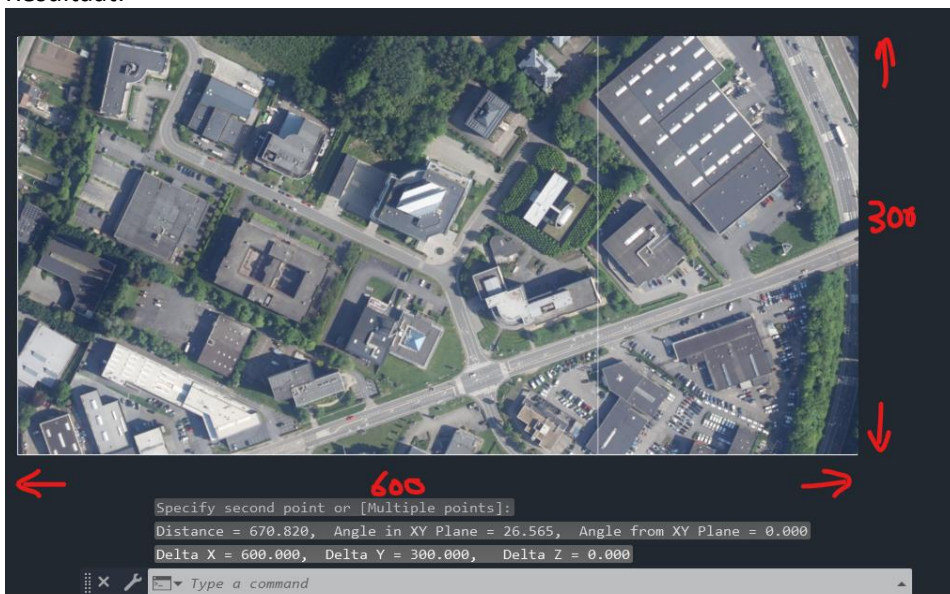 Resultaat:
300
600
Specify second point or [Multiple points]:
Distance = 670.820,  Angle in XY Plane = 26.565,  Angle from XY Plane = 0.000
Delta X = 600.000,  Delta Y = 300.000,   Delta Z = 0.000
Type a command